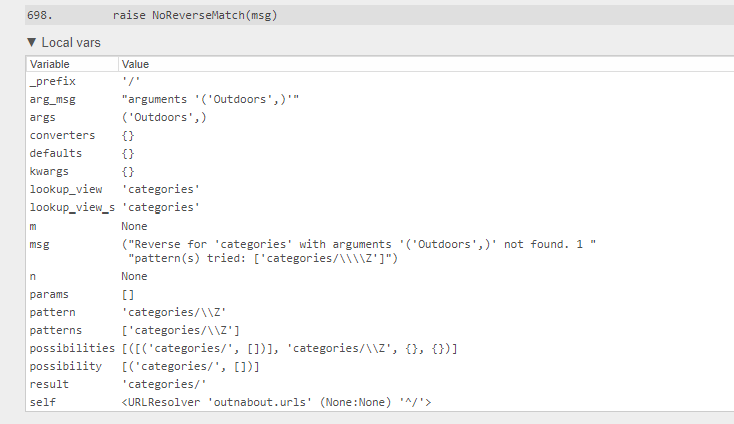 698. raise NoReverseMatch(msg)
▼ Local vars
Variable Value
_prefix '/'
arg_msg "arguments '('Outdoors',)'"
args ('Outdoors',)
converters {}
defaults {}
kwargs {}
lookup_view 'categories'
lookup_view_s 'categories'
m None
msg ("Reverse for 'categories' with arguments '('Outdoors',)' not found. 1 "
"pattern(s) tried: ['categories/\\\\Z']")
n None
params []
pattern 'categories/\\Z'
patterns ['categories/\\Z']
possibilities [([('categories/', [])], 'categories/\\Z', {}, {})]
possibility [('categories/', [])]
result 'categories/'
self <URLResolver 'outnabout.urls' (None:None) '^/'>